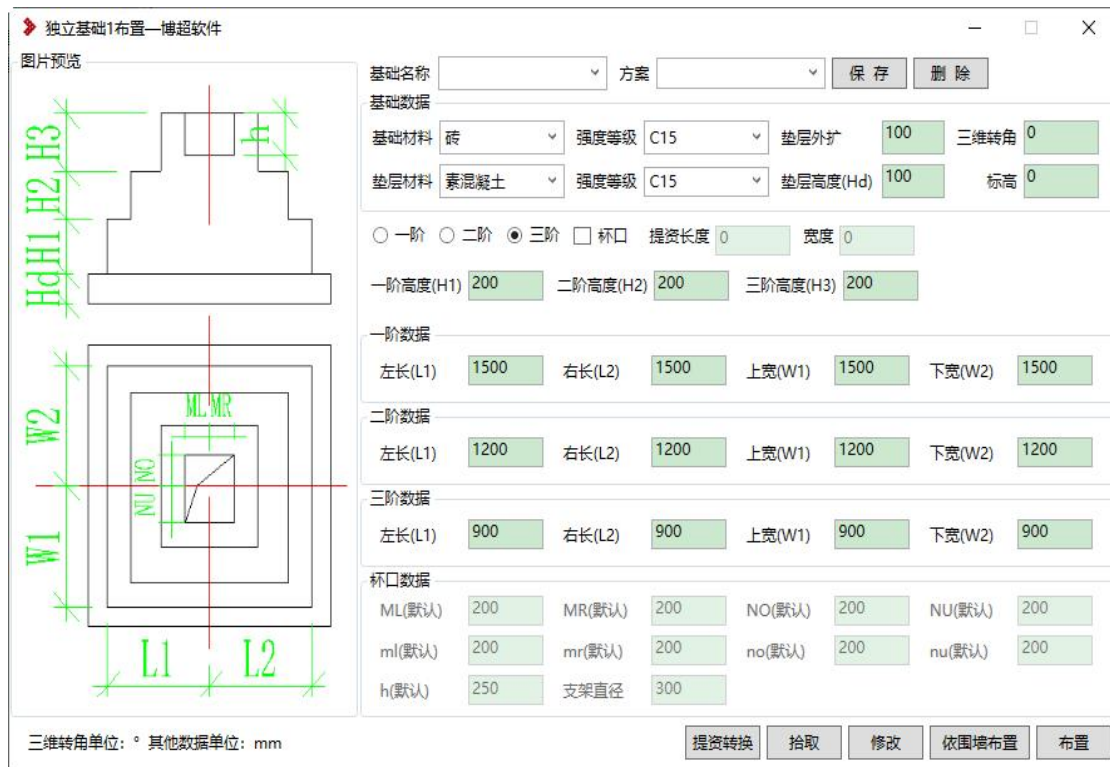 独立基础1布置—博超软件
图片预览
H3
h
H2
H1
Hd
W2
ML MR
NU NO
W1
L1 L2
基础名称 方案 保 存 删 除
基础数据
基础材料 砖 强度等级 C15 垫层外扩 100 三维转角 0
垫层材料 素混凝土 强度等级 C15 垫层高度(Hd) 100 标高 0
一阶 二阶 三阶 杯口 提资长度 0 宽度 0
一阶高度(H1) 200 二阶高度(H2) 200 三阶高度(H3) 200
一阶数据
左长(L1) 1500 右长(L2) 1500 上宽(W1) 1500 下宽(W2) 1500
二阶数据
左长(L1) 1200 右长(L2) 1200 上宽(W1) 1200 下宽(W2) 1200
三阶数据
左长(L1) 900 右长(L2) 900 上宽(W1) 900 下宽(W2) 900
杯口数据
ML(默认) 200 MR(默认) 200 NO(默认) 200 NU(默认) 200
ml(默认) 200 mr(默认) 200 no(默认) 200 nu(默认) 200
h(默认) 250 支架直径 300
三维转角单位：° 其他数据单位：mm 提资转换 拾取 修改 依围墙布置 布置